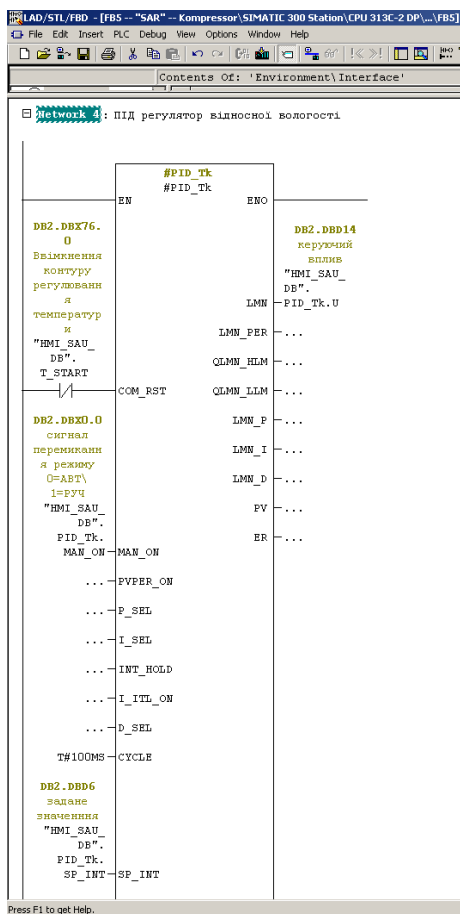 LAD/STL/FBD - [FB5 -- "SAR" -- Kompressor\SIMATIC 300 Station\CPU 313C-2 DP\...\FB5]
File Edit Insert PLC Debug View Options Window Help
Contents Of: 'Environment\Interface'
Network 4: ПІД регулятор відносної вологості
#PID_Tk
#PID_Tk
EN ENO
DB2.DBX76.
0
Ввімкнення
контуру
регулюванн
я
температур
и
"HMI_SAU_
DB".
T_START
COM_RST
DB2.DBD14
керуючий
вплив
"HMI_SAU_
DB".
LMN PID_Tk.U
LMN_PER ...
QLMN_HLM ...
QLMN_LLM ...
LMN_P ...
LMN_I ...
LMN_D ...
PV ...
ER ...
DB2.DBX0.0
сигнал
перемиканн
я режиму
0=АВТ\
1=РУЧ
"HMI_SAU_
DB".
PID_Tk.
MAN_ON MAN_ON
... PVPER_ON
... P_SEL
... I_SEL
... INT_HOLD
... I_ITL_ON
... D_SEL
T#100MS CYCLE
DB2.DBD6
задане
значенння
"HMI_SAU_
DB".
PID_Tk.
SP_INT SP_INT
Press F1 to get Help.